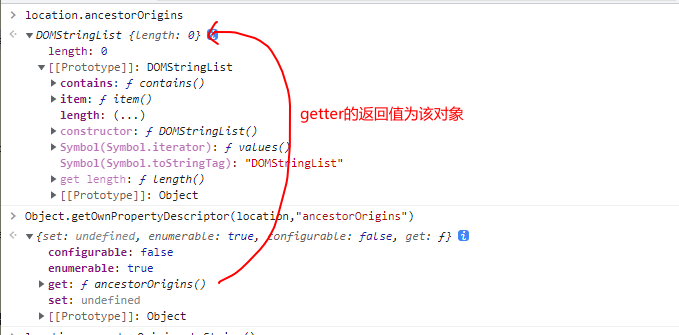 > location.ancestorOrigins
<· ▼DOMStringList {length: 0} i
length: 0
▼[[Prototype]]: DOMStringList
▶contains: ƒ contains()
▶item: ƒ item()
length: (...)
▶constructor: ƒ DOMStringList()
▶Symbol(Symbol.iterator): ƒ values()
Symbol(Symbol.toStringTag): "DOMStringList"
▶get length: ƒ length()
▶[[Prototype]]: Object
getter的返回值为该对象
> Object.getOwnPropertyDescriptor(location,"ancestorOrigins")
<· ▼{set: undefined, enumerable: true, configurable: false, get: ƒ} i
configurable: false
enumerable: true
▶get: ƒ ancestorOrigins()
set: undefined
▶[[Prototype]]: Object